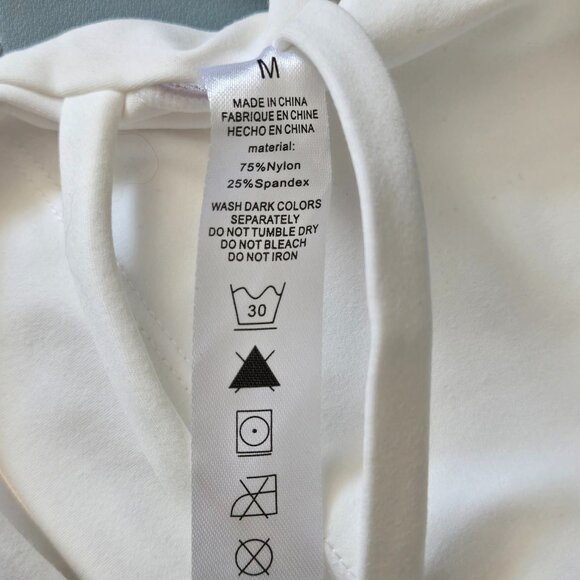 M
MADE IN CHINA
FABRIQUE EN CHINE
HECHO EN CHINA
material:
75%Nylon
25%Spandex
WASH DARK COLORS
SEPARATELY
DO NOT TUMBLE DRY
DO NOT BLEACH
DO NOT IRON
30